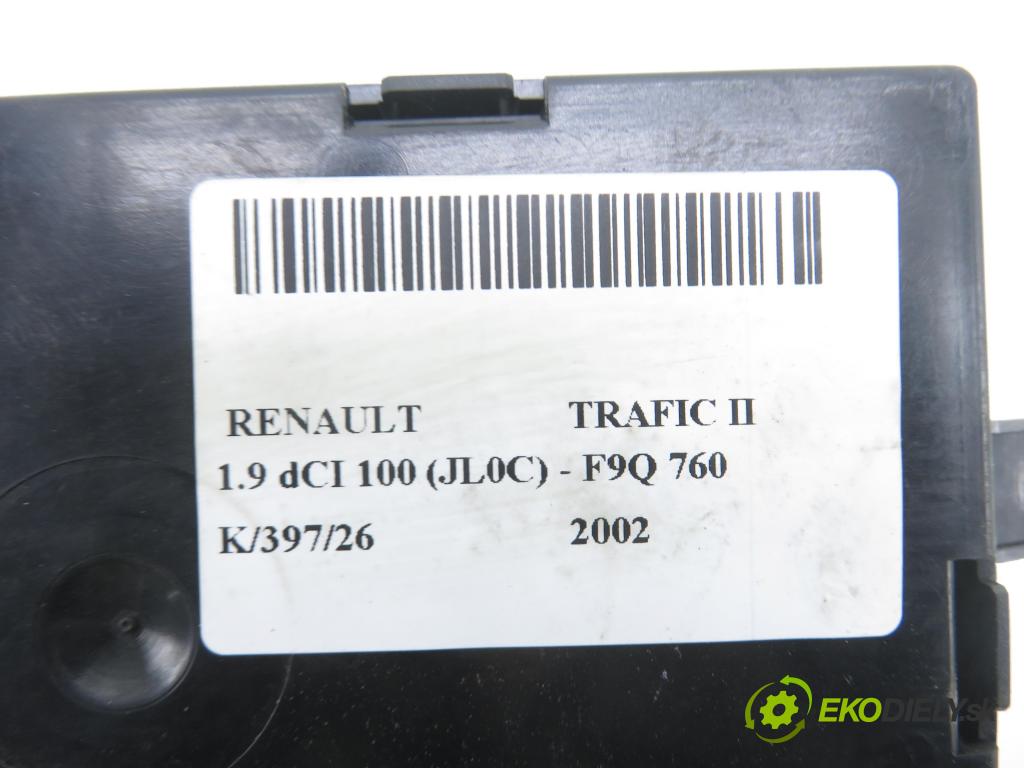 RENAULT TRAFIC II
1.9 dCI 100 (JL0C) - F9Q 760
K/397/26 2002
EKODIELY.sk